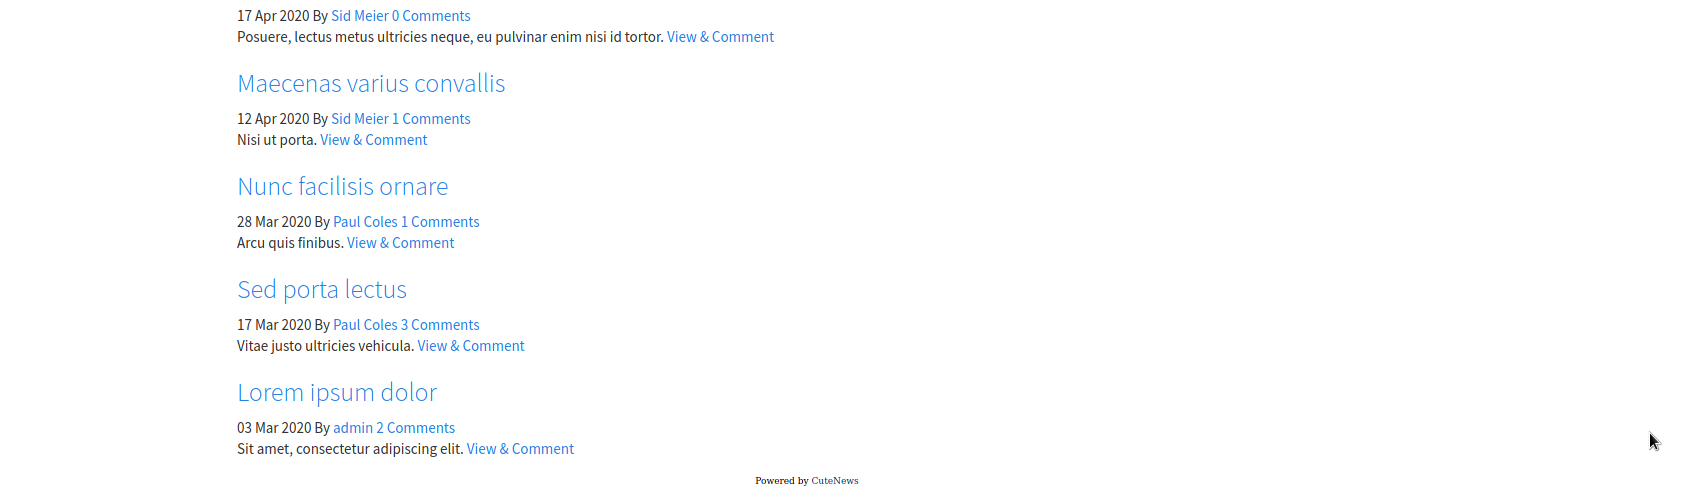 17 Apr 2020 By Sid Meier 0 Comments
Posuere, lectus metus ultricies neque, eu pulvinar enim nisi id tortor. View & Comment
Maecenas varius convallis
12 Apr 2020 By Sid Meier 1 Comments
Nisi ut porta. View & Comment
Nunc facilisis ornare
28 Mar 2020 By Paul Coles 1 Comments
Arcu quis finibus. View & Comment
Sed porta lectus
17 Mar 2020 By Paul Coles 3 Comments
Vitae justo ultricies vehicula. View & Comment
Lorem ipsum dolor
03 Mar 2020 By admin 2 Comments
Sit amet, consectetur adipiscing elit. View & Comment
Powered by CuteNews